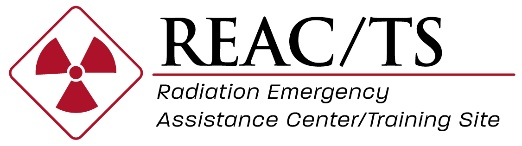 REAC/TS
Radiation Emergency
Assistance Center/Training Site